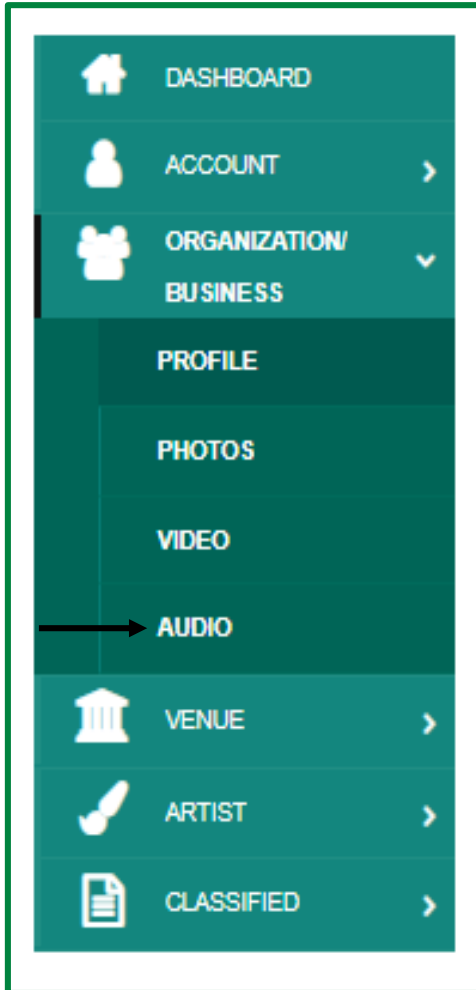 DASHBOARD
ACCOUNT
ORGANIZATION/
BUSINESS
PROFILE
PHOTOS
VIDEO
AUDIO
VENUE
ARTIST
CLASSIFIED